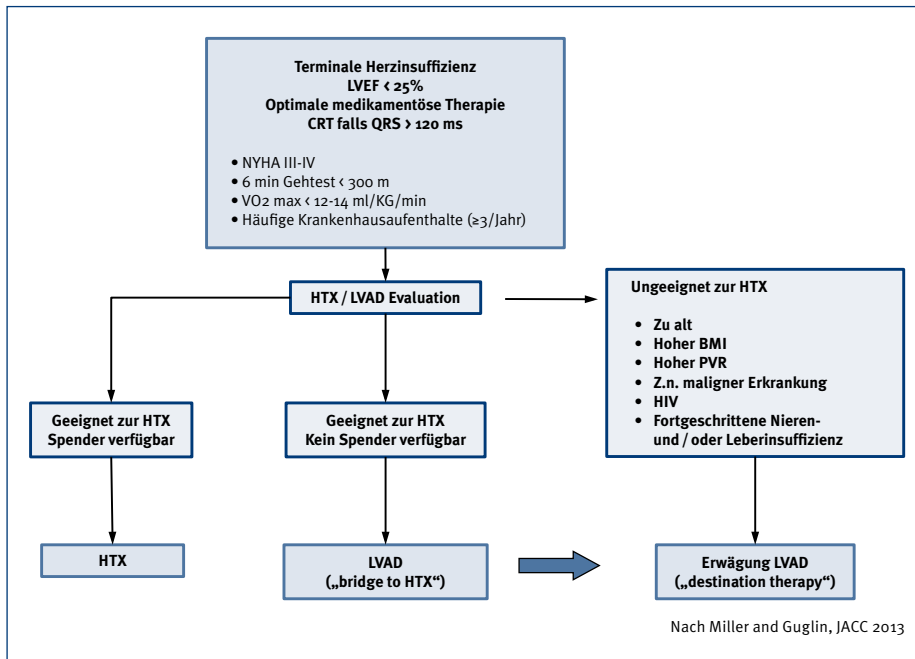 Terminale Herzinsuffizienz
LVEF < 25%
Optimale medikamentöse Therapie
CRT falls QRS > 120 ms
• NYHA III-IV
• 6 min Gehtest < 300 m
• VO2 max < 12-14 ml/KG/min
• Häufige Krankenhausaufenthalte (≥3/Jahr)
HTX / LVAD Evaluation
Ungeeignet zur HTX
• Zu alt
• Hoher BMI
• Hoher PVR
• Z.n. maligner Erkrankung
• HIV
• Fortgeschrittene Nieren-
und / oder Leberinsuffizienz
Geeignet zur HTX
Spender verfügbar
Geeignet zur HTX
Kein Spender verfügbar
HTX
LVAD
(„bridge to HTX“)
Erwägung LVAD
(„destination therapy“)
Nach Miller and Guglin, JACC 2013